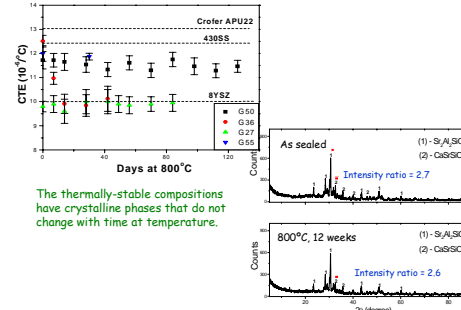 Crofer APU22
430SS
8YSZ
CTE (10⁻⁶/°C)
14
13
12
11
10
9
8
0
40
80
120
Days at 800°C
G50
G36
G27
G55
The thermally-stable compositions
have crystalline phases that do not
change with time at temperature.
As sealed
(1) - Sr₂Al₂SiO
(2) - CaSrSiO
Intensity ratio = 2.7
Counts
800°C, 12 weeks
(1) - Sr₂Al₂SiO
(2) - CaSrSiO
Intensity ratio = 2.6
Counts
20
40
60
80